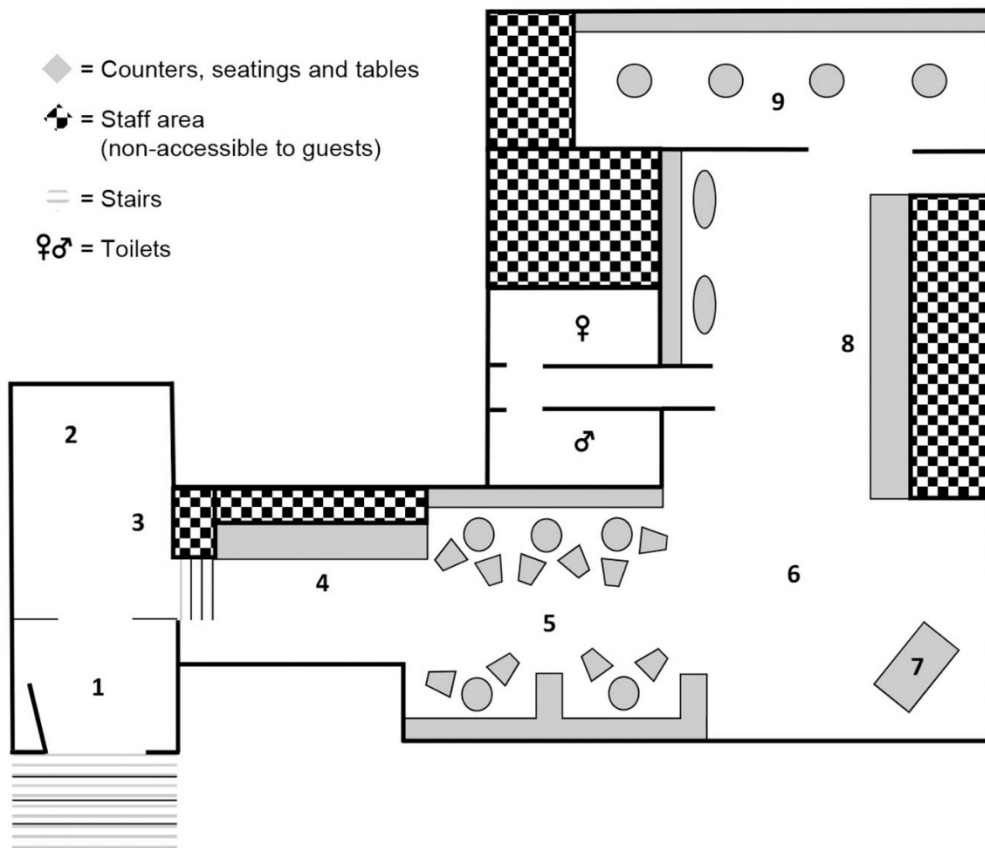 = Counters, seatings and tables
= Staff area
(non-accessible to guests)
= Stairs
♀♂ = Toilets
9
♀
8
♂
2
3
4
6
5
7
1